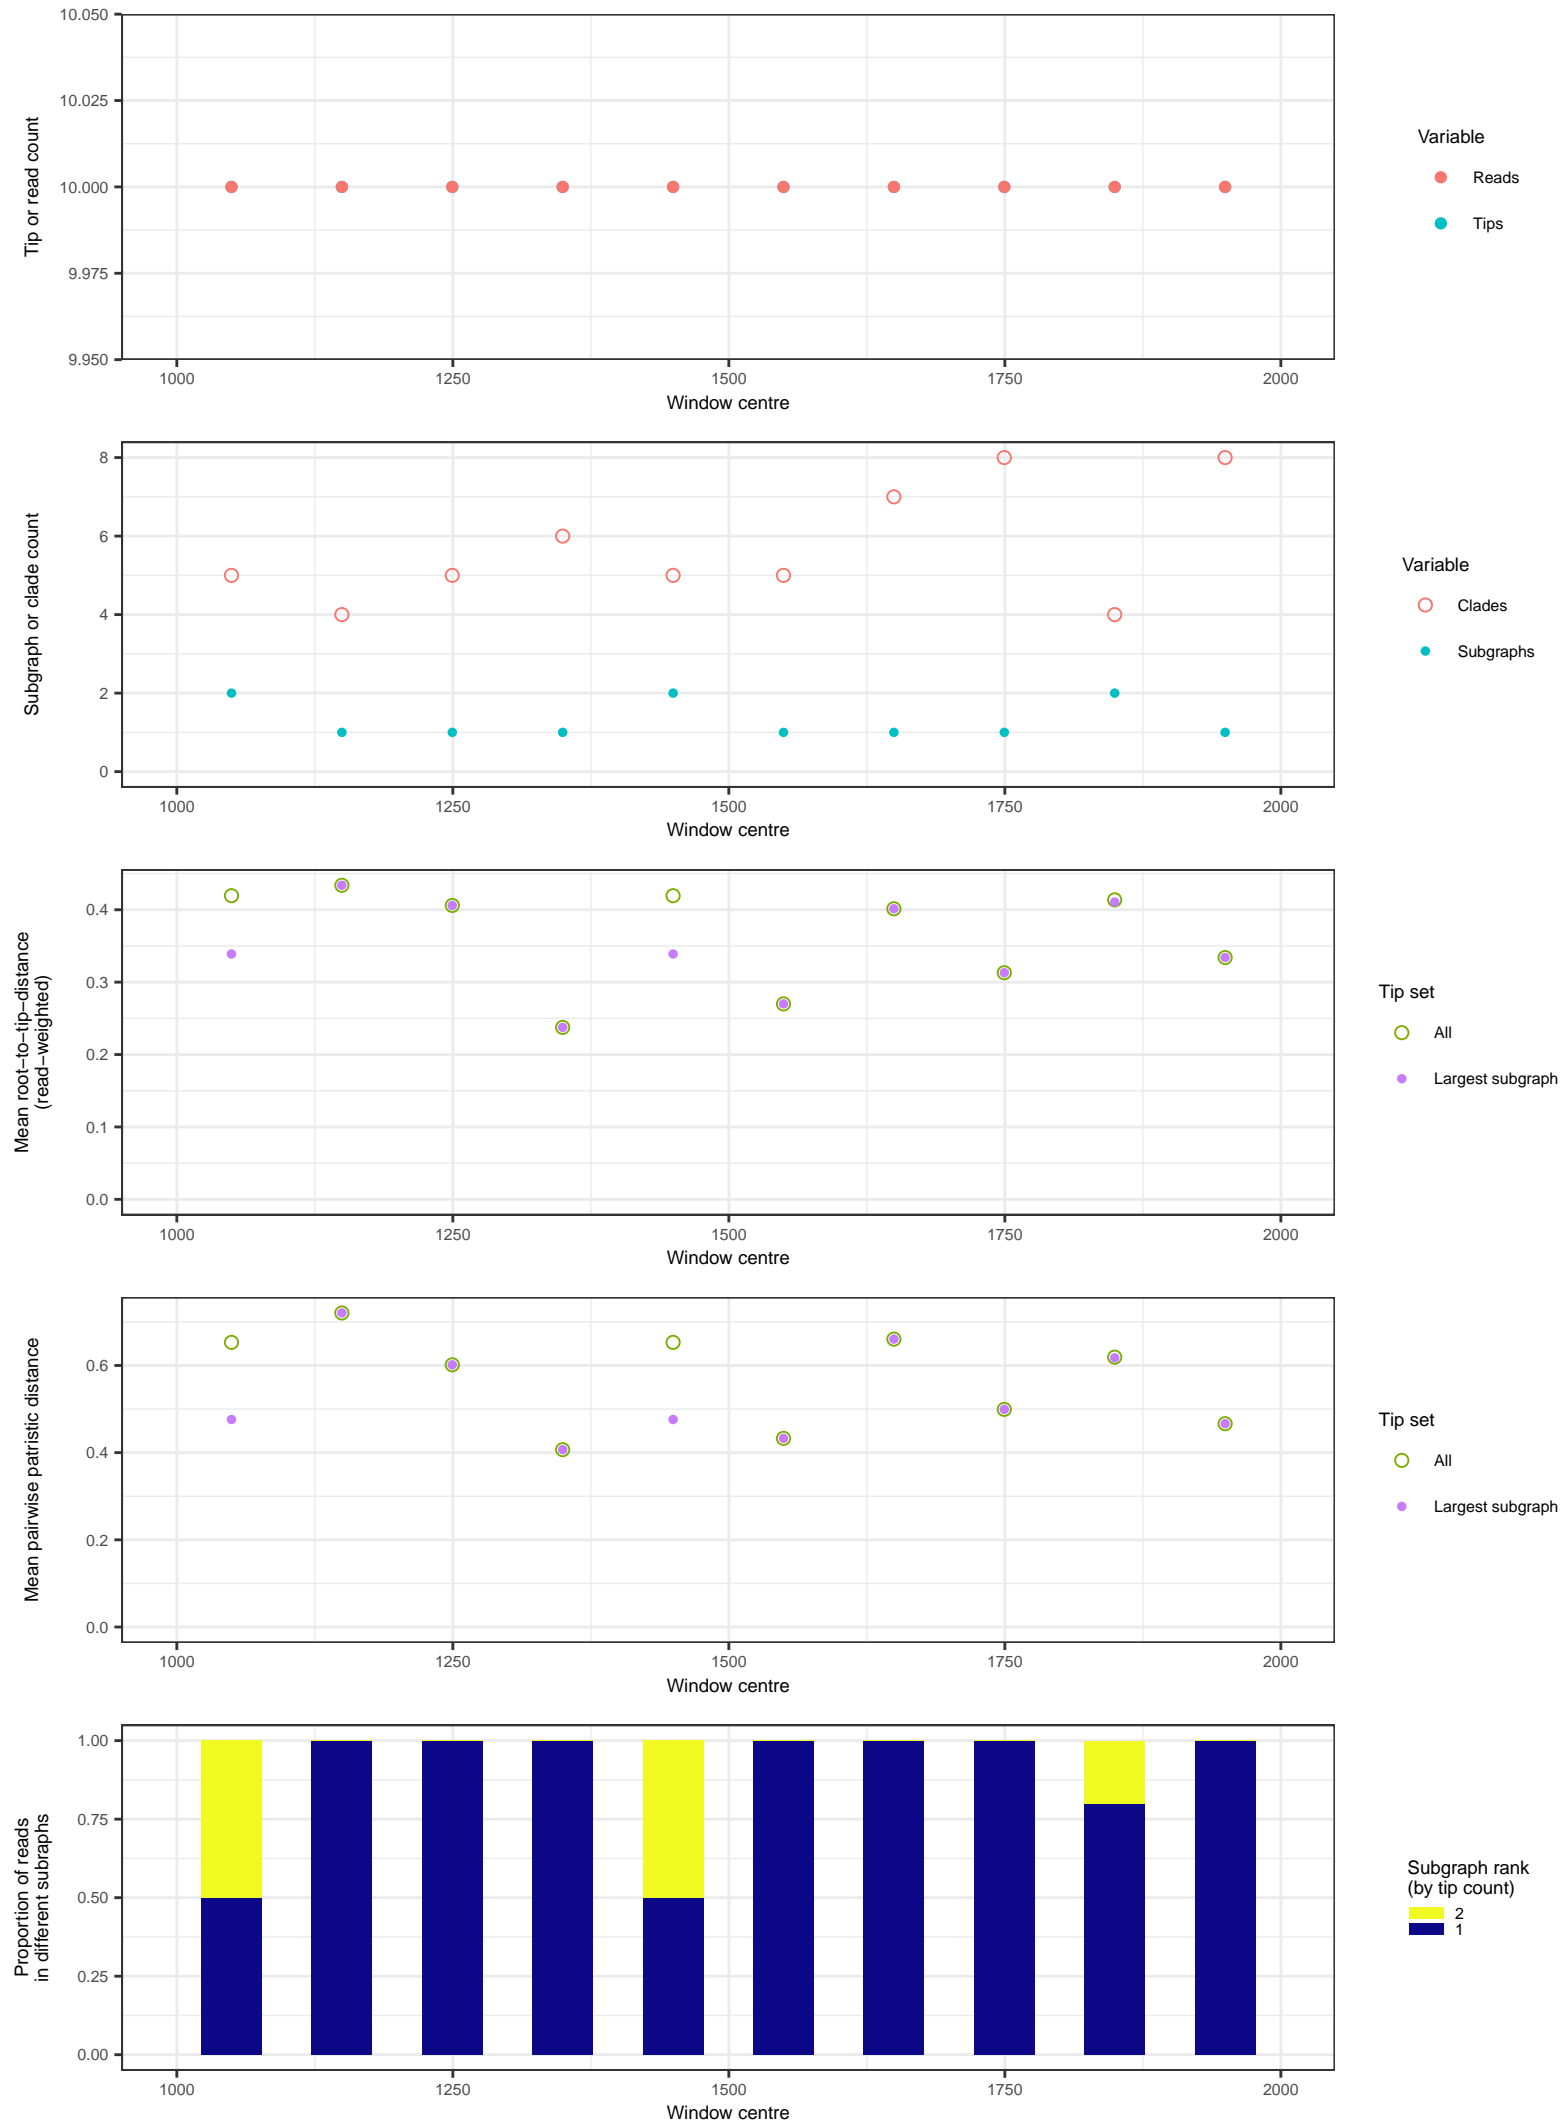 10.050
10.025
10.000
9.975
9.950
Tip or read count
1000 1250 1500 1750 2000
Window centre
Variable
Reads
Tips
8
6
4
2
0
Subgraph or clade count
1000 1250 1500 1750 2000
Window centre
Variable
Clades
Subgraphs
0.4
0.3
0.2
0.1
0.0
Mean root−to−tip−distance
(read−weighted)
1000 1250 1500 1750 2000
Window centre
Tip set
All
Largest subgraph
0.6
0.4
0.2
0.0
Mean pairwise patristic distance
1000 1250 1500 1750 2000
Window centre
Tip set
All
Largest subgraph
1.00
0.75
0.50
0.25
0.00
Proportion of reads
in different subraphs
1000 1250 1500 1750 2000
Window centre
Subgraph rank
(by tip count)
2
1